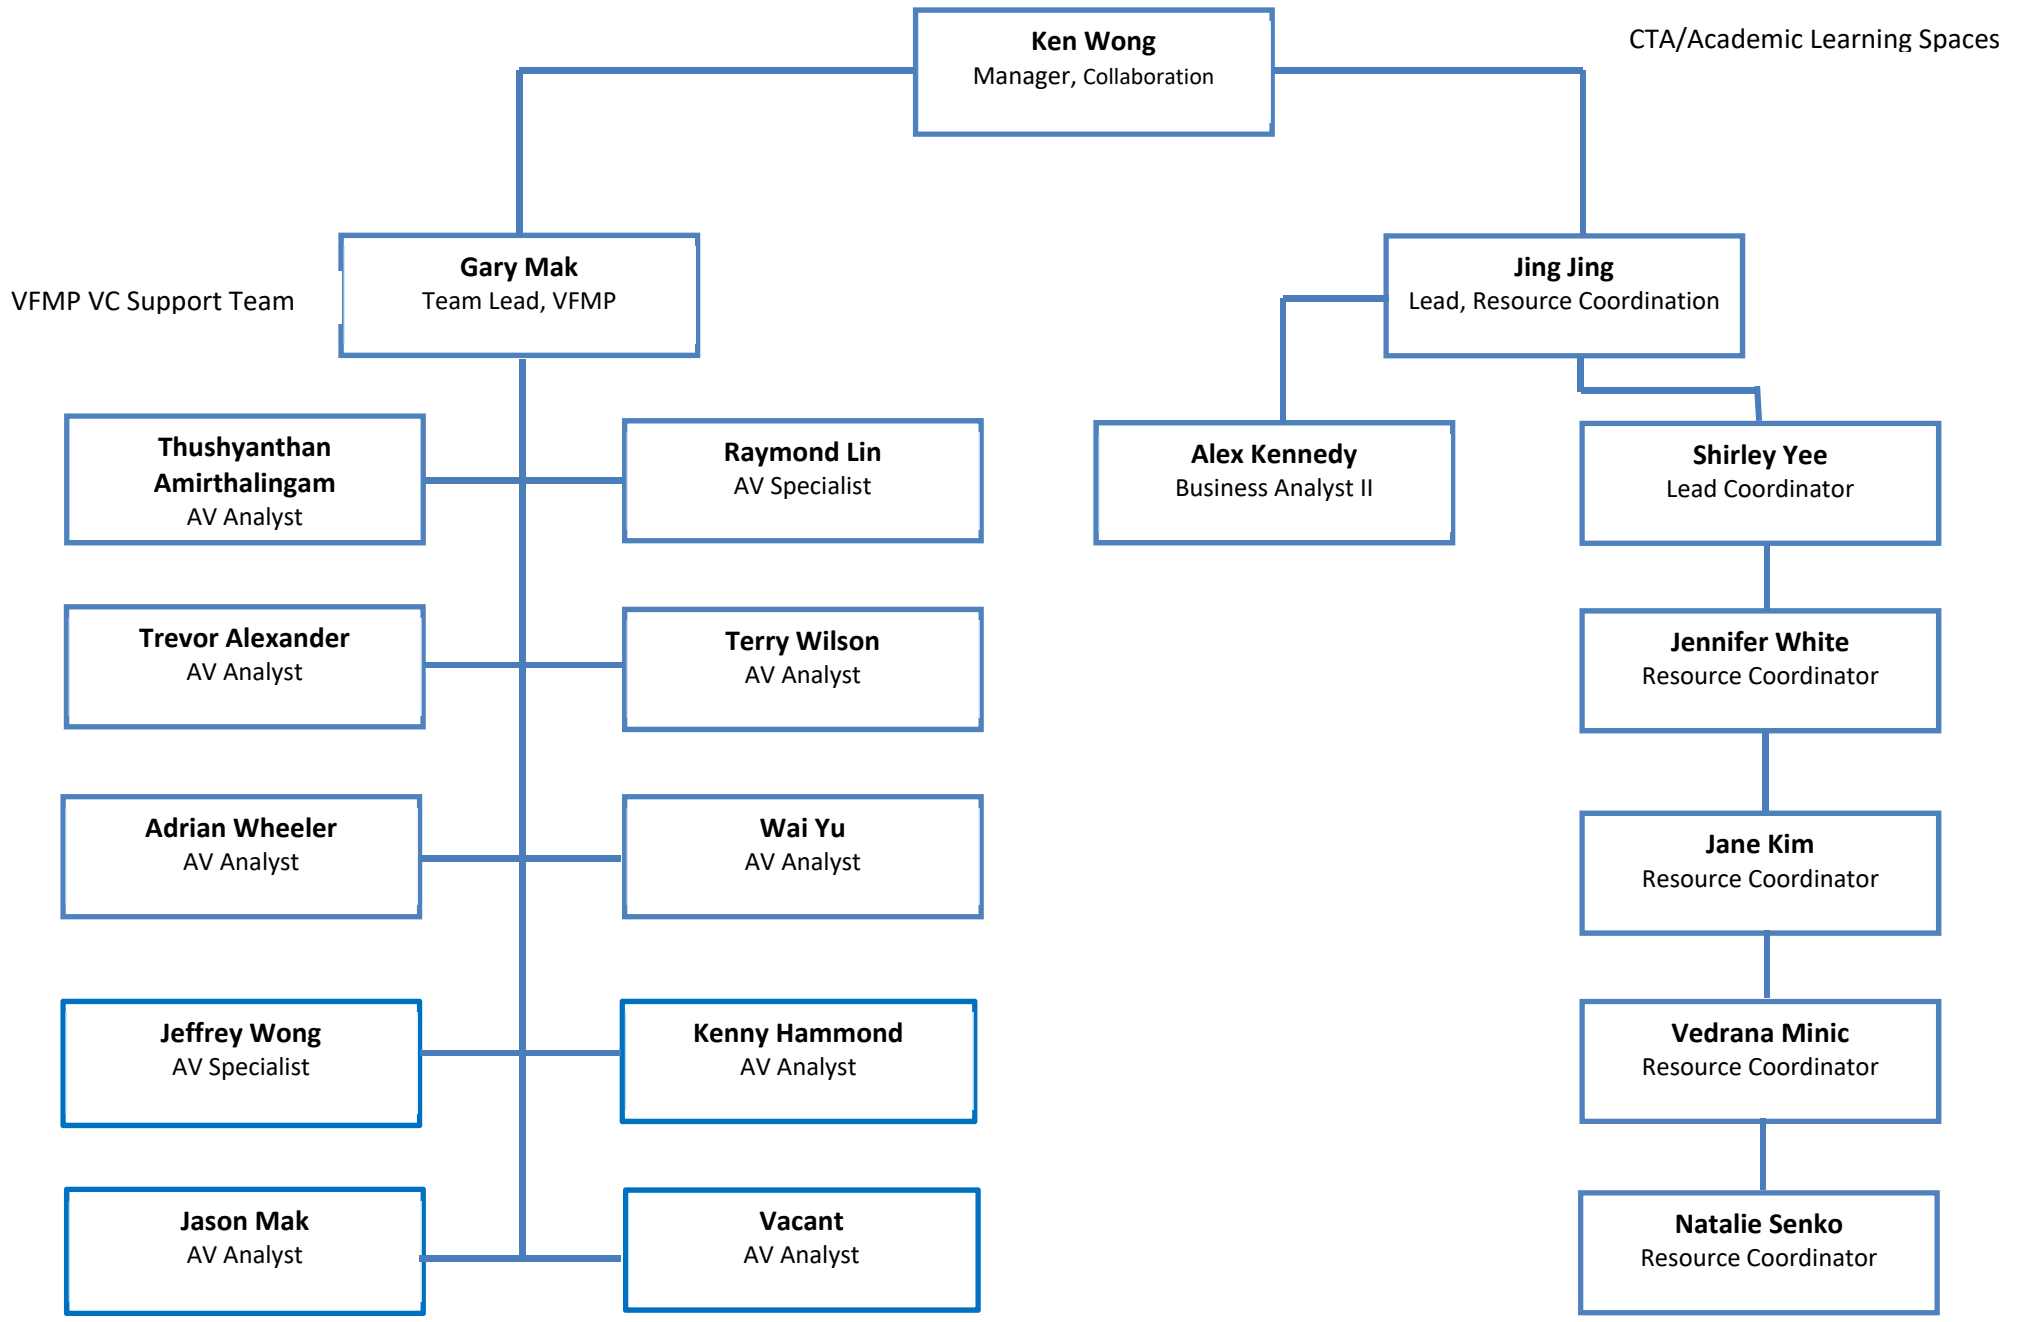 Ken Wong
Manager, Collaboration
CTA/Academic Learning Spaces
VFMP VC Support Team
Gary Mak
Team Lead, VFMP
Jing Jing
Lead, Resource Coordination
Thushyanthan
Amirthalingam
AV Analyst
Raymond Lin
AV Specialist
Alex Kennedy
Business Analyst II
Shirley Yee
Lead Coordinator
Trevor Alexander
AV Analyst
Terry Wilson
AV Analyst
Jennifer White
Resource Coordinator
Adrian Wheeler
AV Analyst
Wai Yu
AV Analyst
Jane Kim
Resource Coordinator
Jeffrey Wong
AV Specialist
Kenny Hammond
AV Analyst
Vedrana Minic
Resource Coordinator
Jason Mak
AV Analyst
Vacant
AV Analyst
Natalie Senko
Resource Coordinator